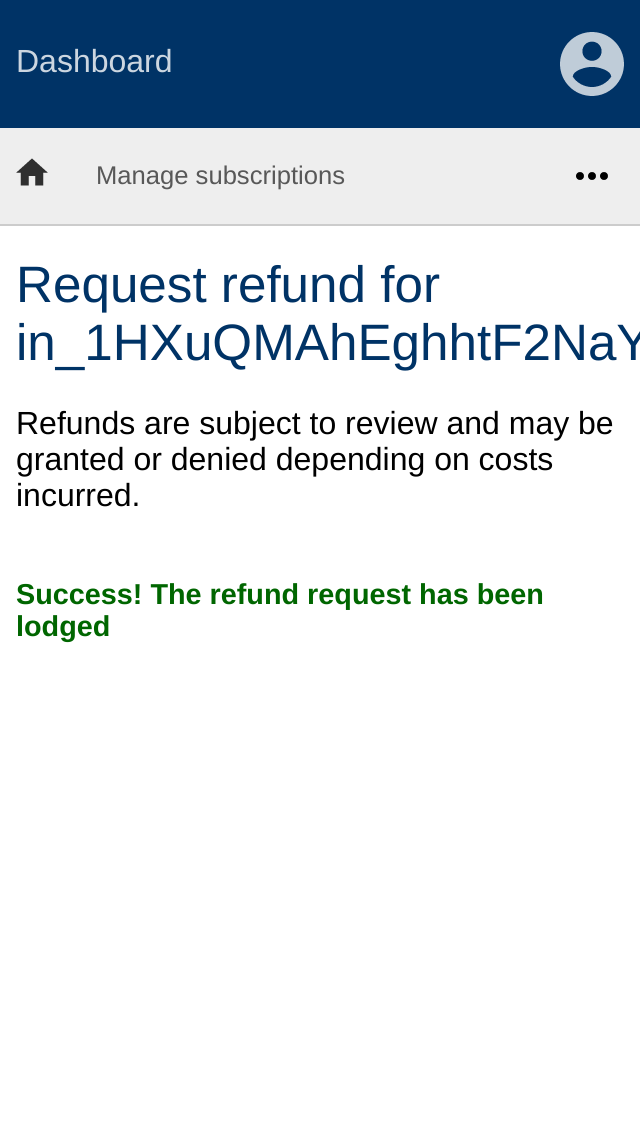 Dashboard
Manage subscriptions
Request refund for
in_1HXuQMAhEghhtF2NaY
Refunds are subject to review and may be
granted or denied depending on costs
incurred.
Success! The refund request has been
lodged